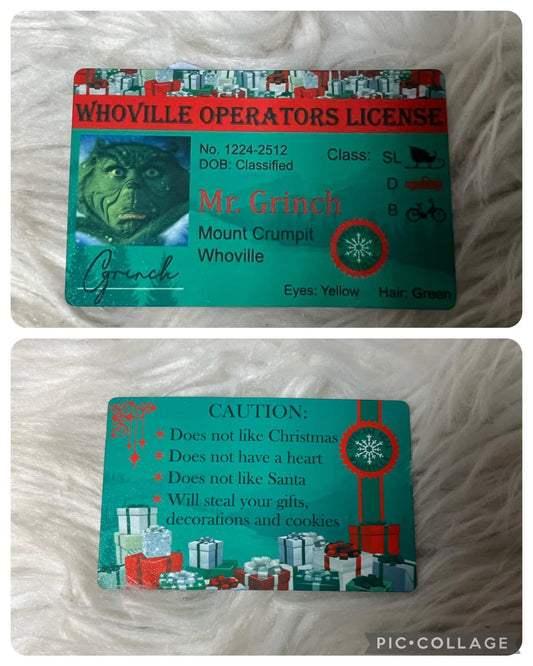 WHOVILLE OPERATORS LICENSE
No. 1224-2512
DOB: Classified
Class: SL
D
B
Mr. Grinch
Mount Crumpit
Whoville
Grinch
Eyes: Yellow Hair: Green
CAUTION:
Does not like Christmas
Does not have a heart
Does not like Santa
Will steal your gifts,
decorations and cookies
PIC•COLLAGE